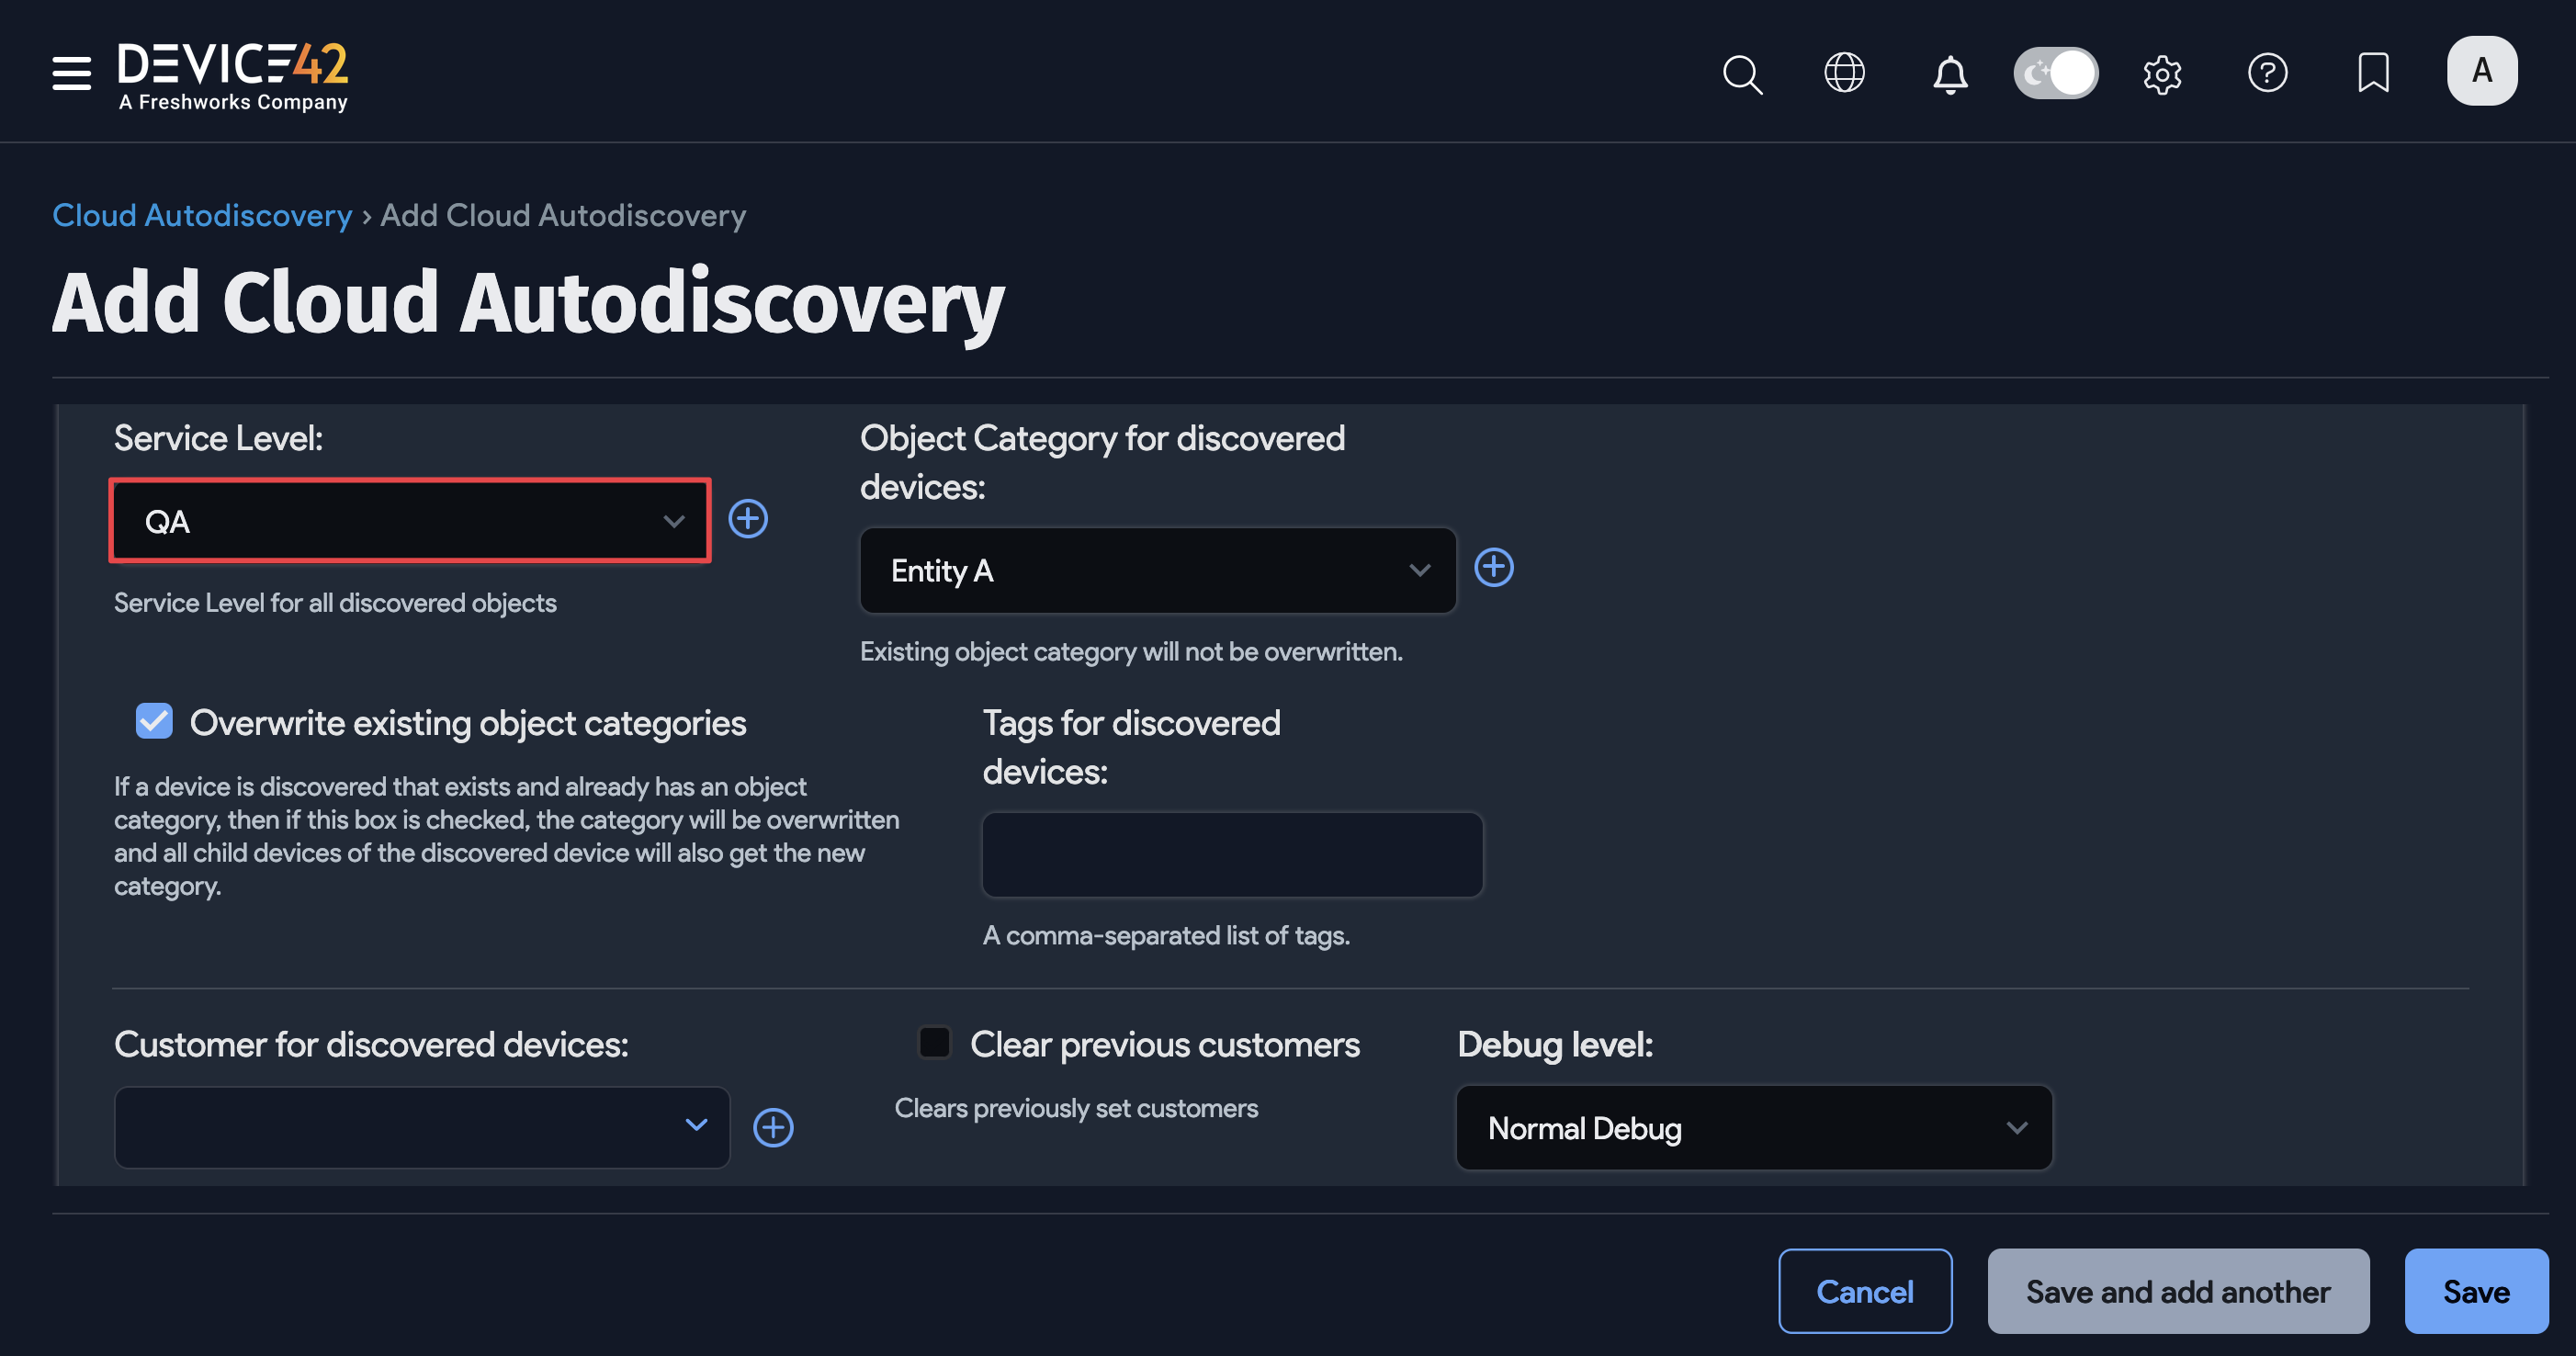 DEVICE42
A Freshworks Company
A
Cloud Autodiscovery › Add Cloud Autodiscovery
Add Cloud Autodiscovery
Service Level:
QA
Service Level for all discovered objects
Object Category for discovered
devices:
Entity A
Existing object category will not be overwritten.
Overwrite existing object categories
If a device is discovered that exists and already has an object
category, then if this box is checked, the category will be overwritten
and all child devices of the discovered device will also get the new
category.
Tags for discovered
devices:
A comma-separated list of tags.
Customer for discovered devices:
Clear previous customers
Clears previously set customers
Debug level:
Normal Debug
Cancel
Save and add another
Save